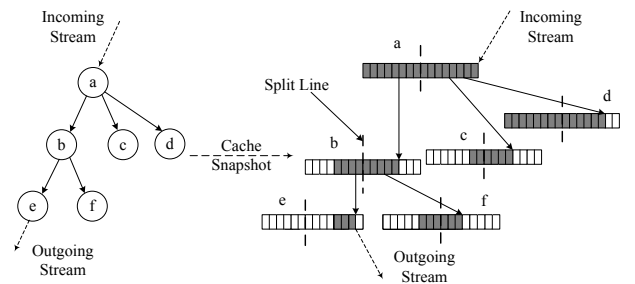 Incoming
Stream
a
b
c
d
e
f
Outgoing
Stream
Cache
Snapshot
Incoming
Stream
a
Split Line
d
b
c
e
f
Outgoing
Stream